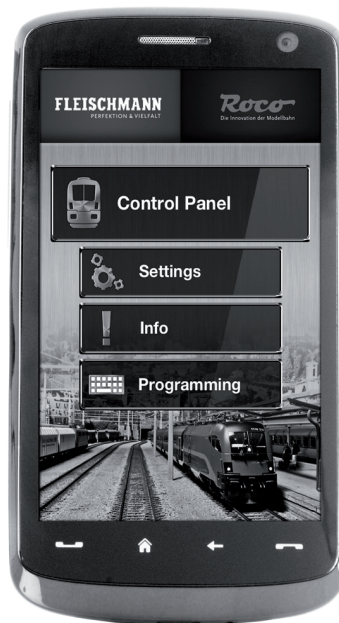 FLEISCHMANN
PERFEKTION & VIELFALT
Roco
Die Innovation der Modellbahn
Control Panel
Settings
Info
Programming